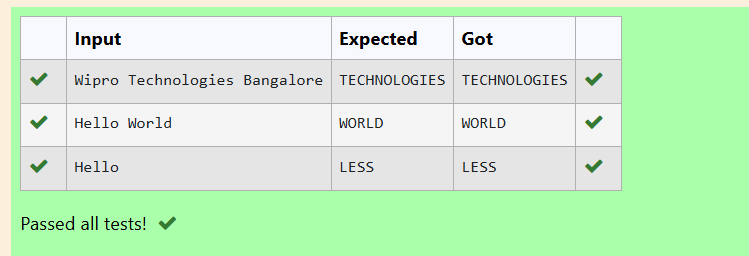 Input Expected Got
Wipro Technologies Bangalore TECHNOLOGIES TECHNOLOGIES
Hello World WORLD WORLD
Hello LESS LESS
Passed all tests!